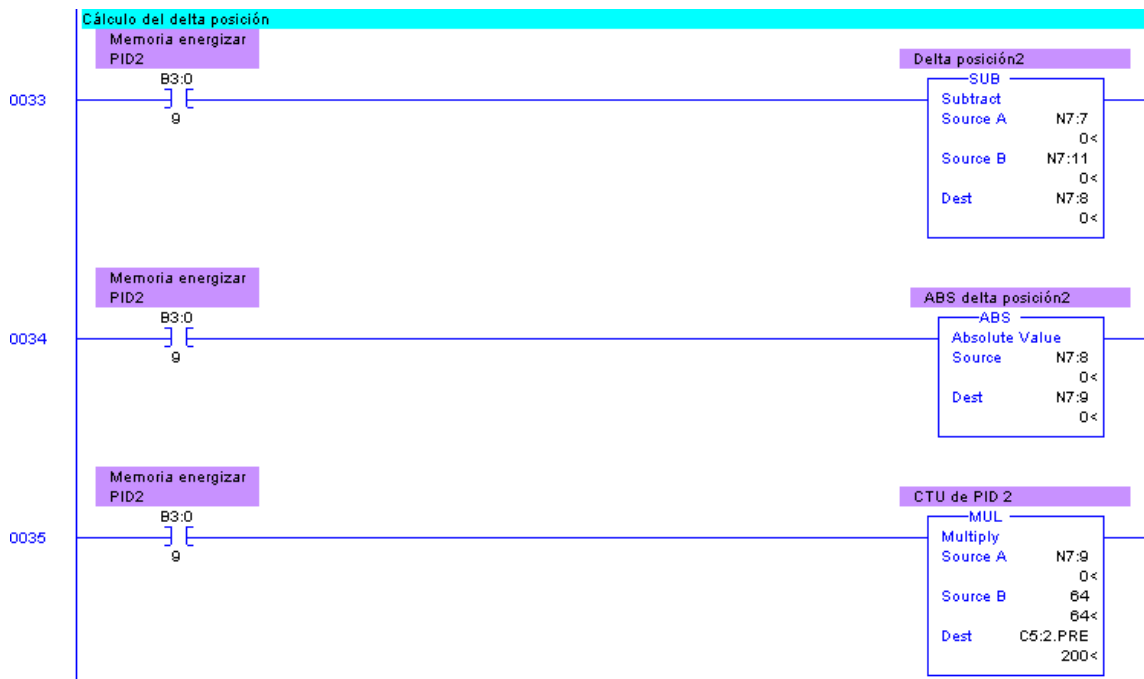 Cálculo del delta posición
Memoria energizar
PID2
B3:0
0033
9
Delta posición2
SUB
Subtract
Source A N7:7
0<
Source B N7:11
0<
Dest N7:8
0<
Memoria energizar
PID2
B3:0
0034
9
ABS delta posición2
ABS
Absolute Value
Source N7:8
0<
Dest N7:9
0<
Memoria energizar
PID2
B3:0
0035
9
CTU de PID 2
MUL
Multiply
Source A N7:9
0<
Source B 64
64<
Dest C5:2.PRE
200<